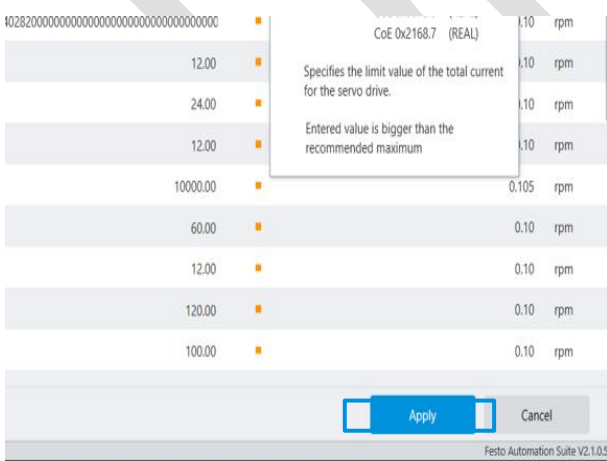 CoE 0x2168.7 (REAL)
.10 rpm
12.00 .10 rpm
Specifies the limit value of the total current
for the servo drive.
24.00 .10 rpm
Entered value is bigger than the
recommended maximum
12.00 .10 rpm
10000.00 0.105 rpm
60.00 0.10 rpm
12.00 0.10 rpm
120.00 0.10 rpm
100.00 0.10 rpm
Apply Cancel
Festo Automation Suite V2.1.0.5